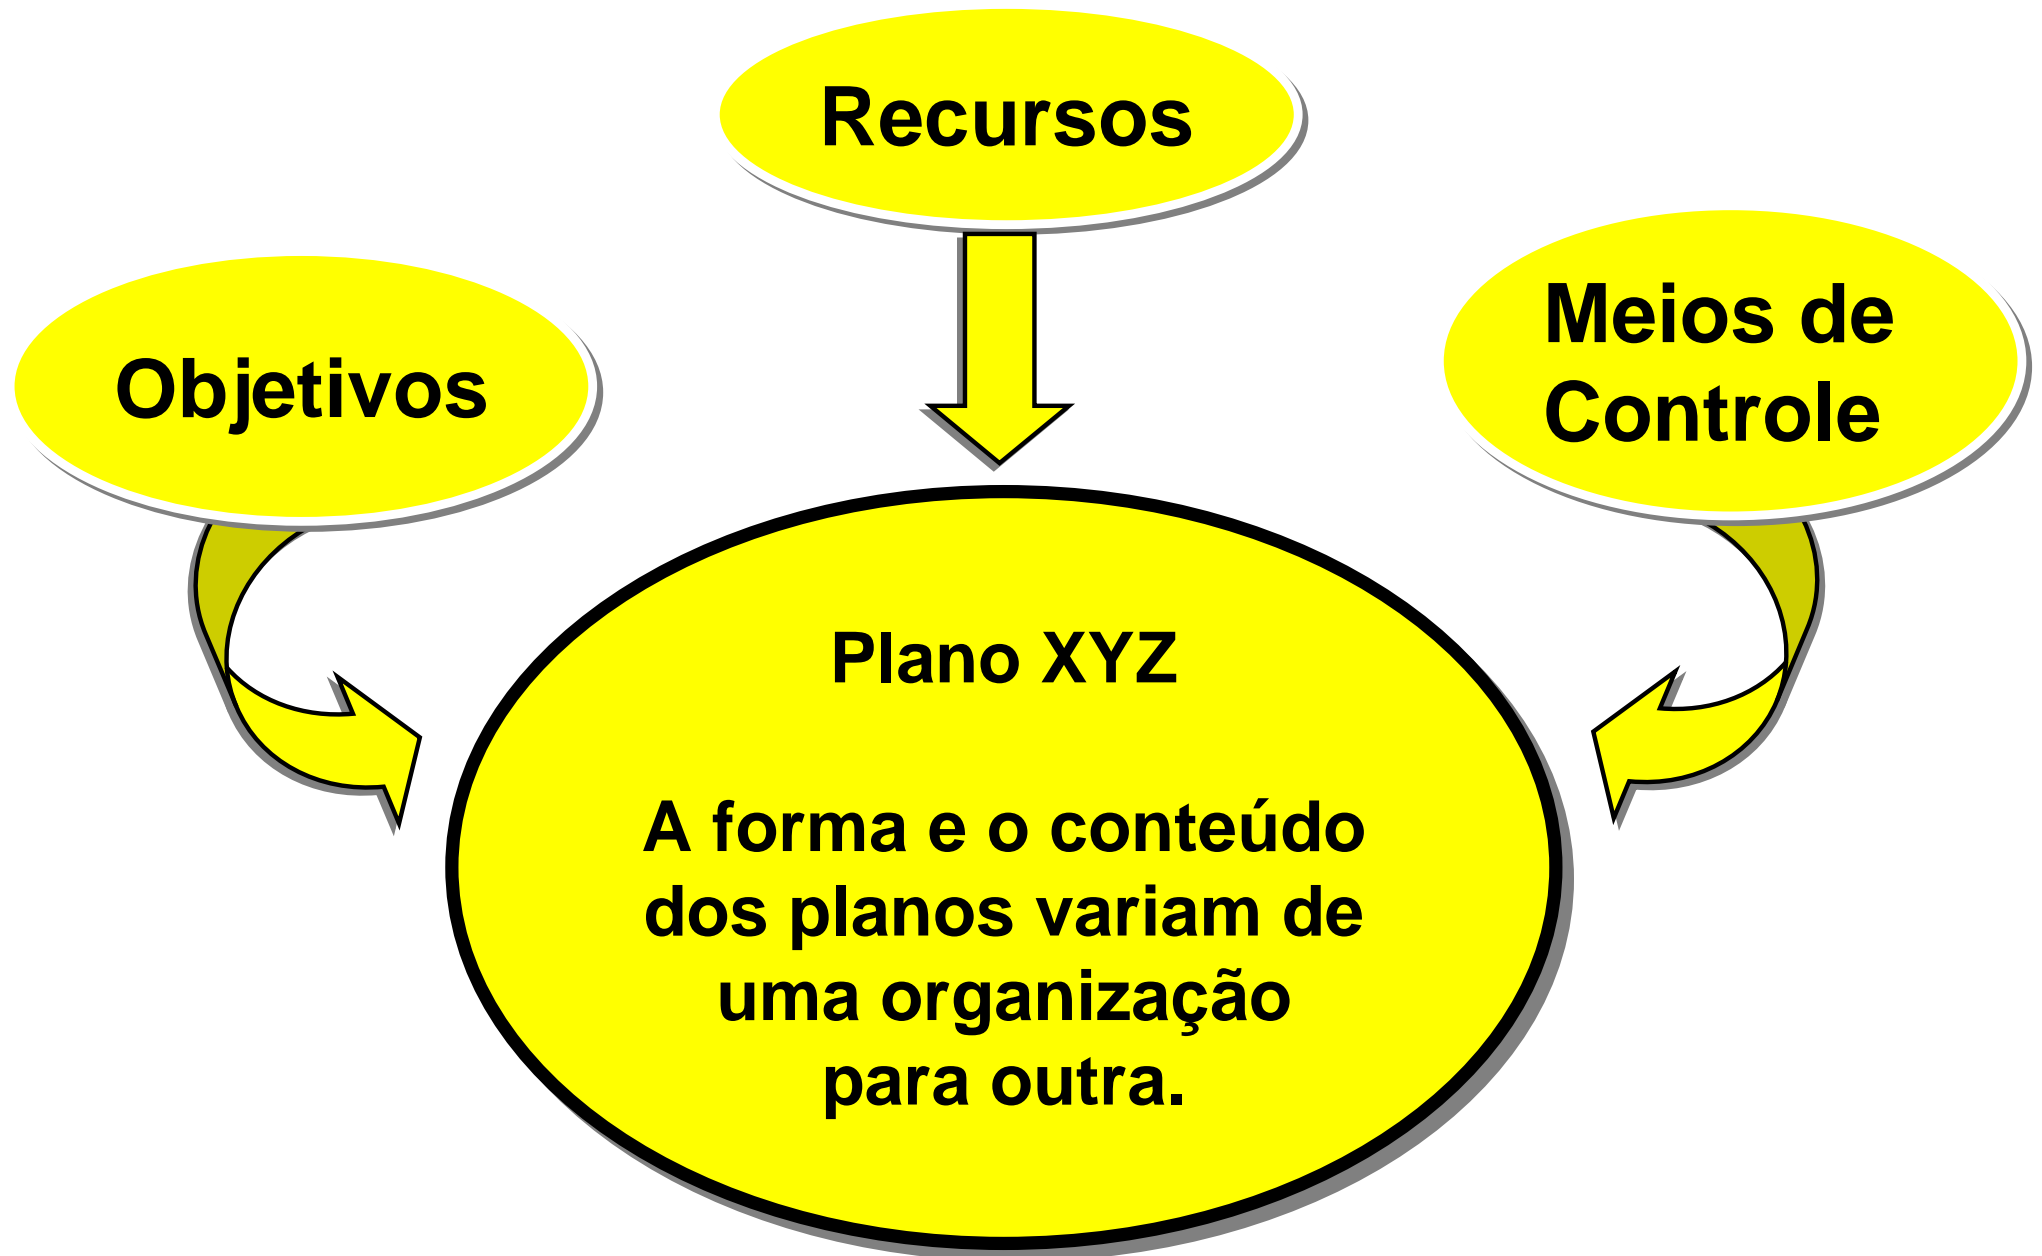 Recursos
Objetivos
Meios de
Controle
Plano XYZ
A forma e o conteúdo
dos planos variam de
uma organização
para outra.